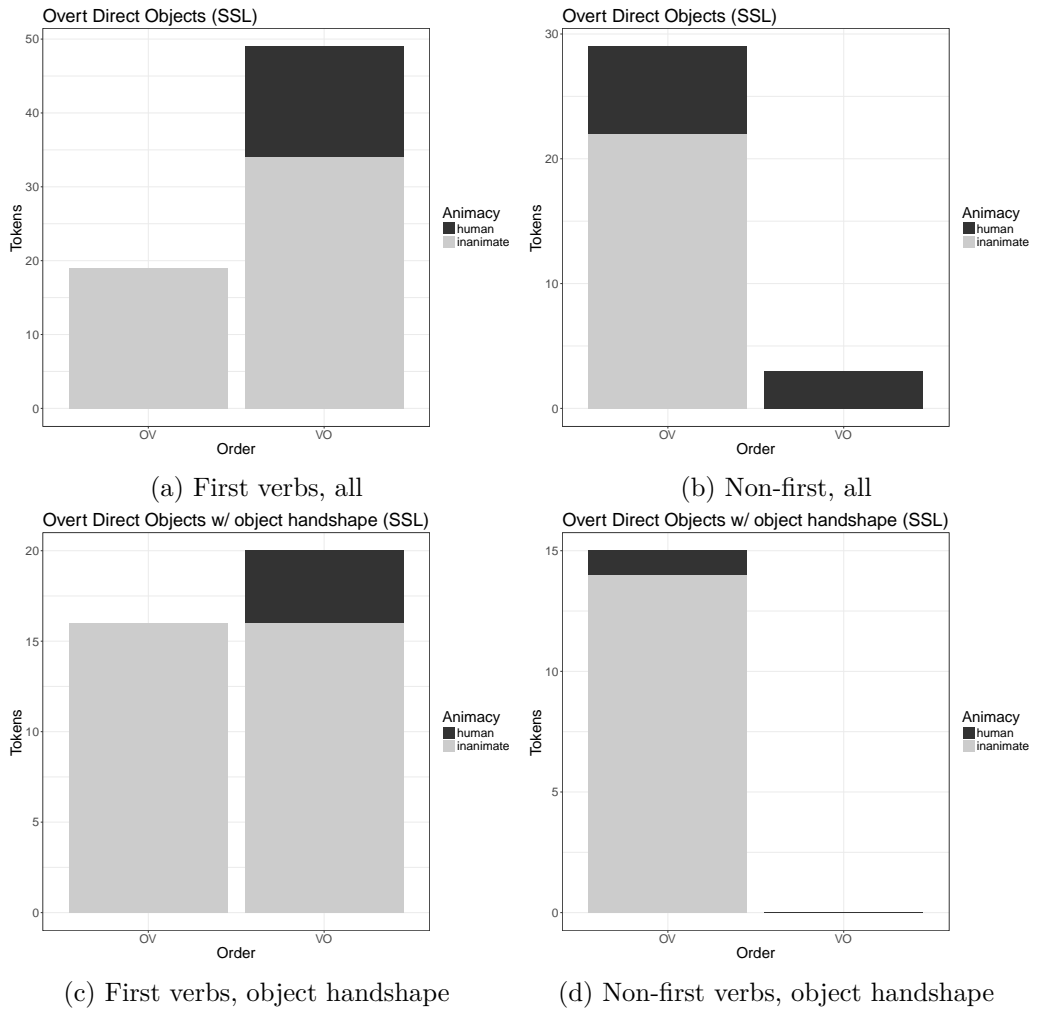 Overt Direct Objects (SSL)
50
40
30
20
10
0
Tokens
OV
VO
Order
Animacy
human
inanimate
(a) First verbs, all
Overt Direct Objects (SSL)
30
20
10
0
Tokens
OV
VO
Order
Animacy
human
inanimate
(b) Non-first, all
Overt Direct Objects w/ object handshape (SSL)
20
15
10
5
0
Tokens
OV
VO
Order
Animacy
human
inanimate
(c) First verbs, object handshape
Overt Direct Objects w/ object handshape (SSL)
15
10
5
0
Tokens
OV
VO
Order
Animacy
human
inanimate
(d) Non-first verbs, object handshape